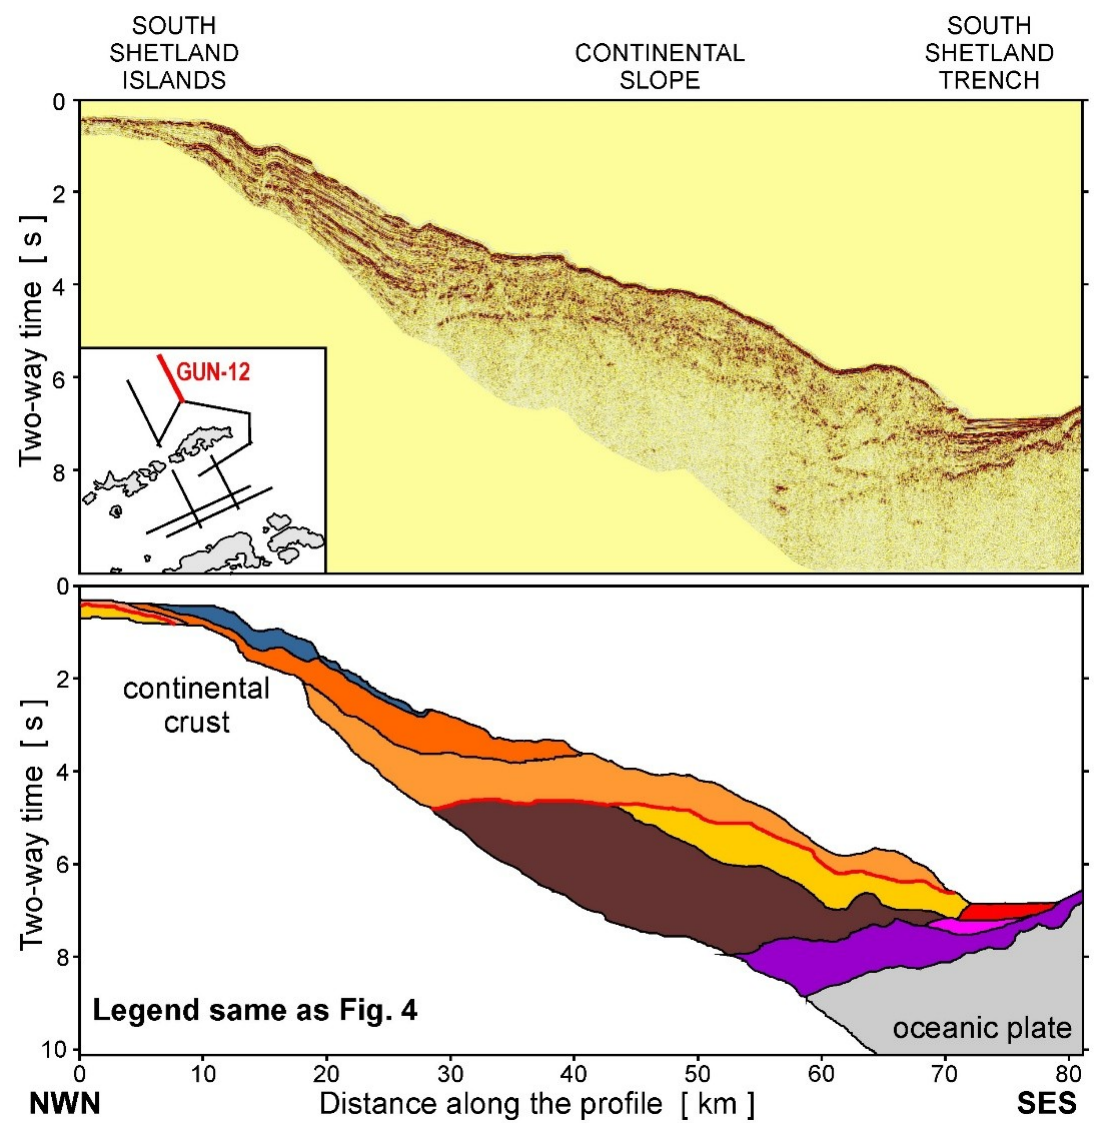 SOUTH
SHETLAND
ISLANDS
CONTINENTAL
SLOPE
SOUTH
SHETLAND
TRENCH
0
2
4
6
8
Two-way time [ s ]
GUN-12
0
2
4
6
8
10
Two-way time [ s ]
continental
crust
Legend same as Fig. 4
oceanic plate
0 10 20 30 40 50 60 70 80
NWN Distance along the profile [ km ] SES